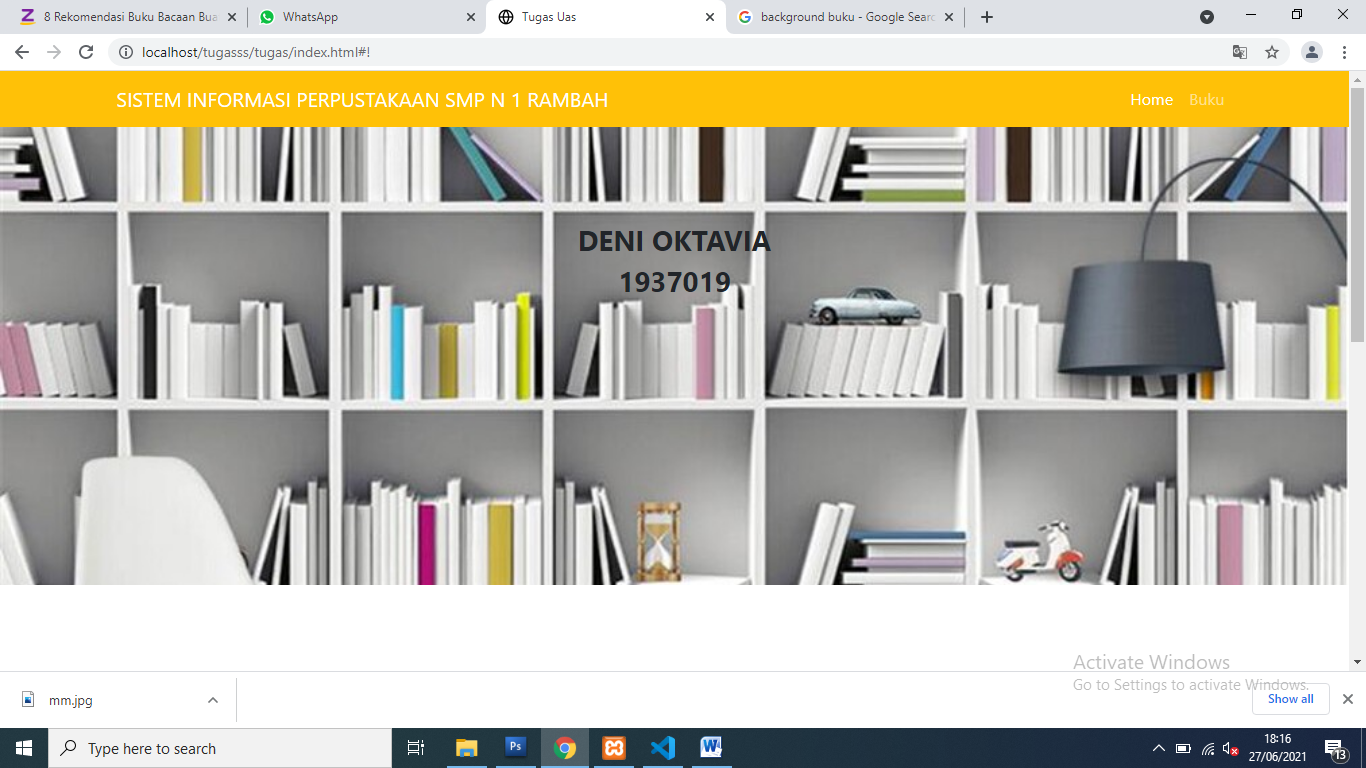 8 Rekomendasi Buku Bacaan Bua
WhatsApp
Tugas Uas
background buku - Google Searc
localhost/tugasss/tugas/index.html#!
SISTEM INFORMASI PERPUSTAKAAN SMP N 1 RAMBAH
Home
Buku
DENI OKTAVIA
1937019
Activate Windows
Go to Settings to activate Windows.
mm.jpg
Show all
Type here to search
Ps
W
18:16
27/06/2021
13